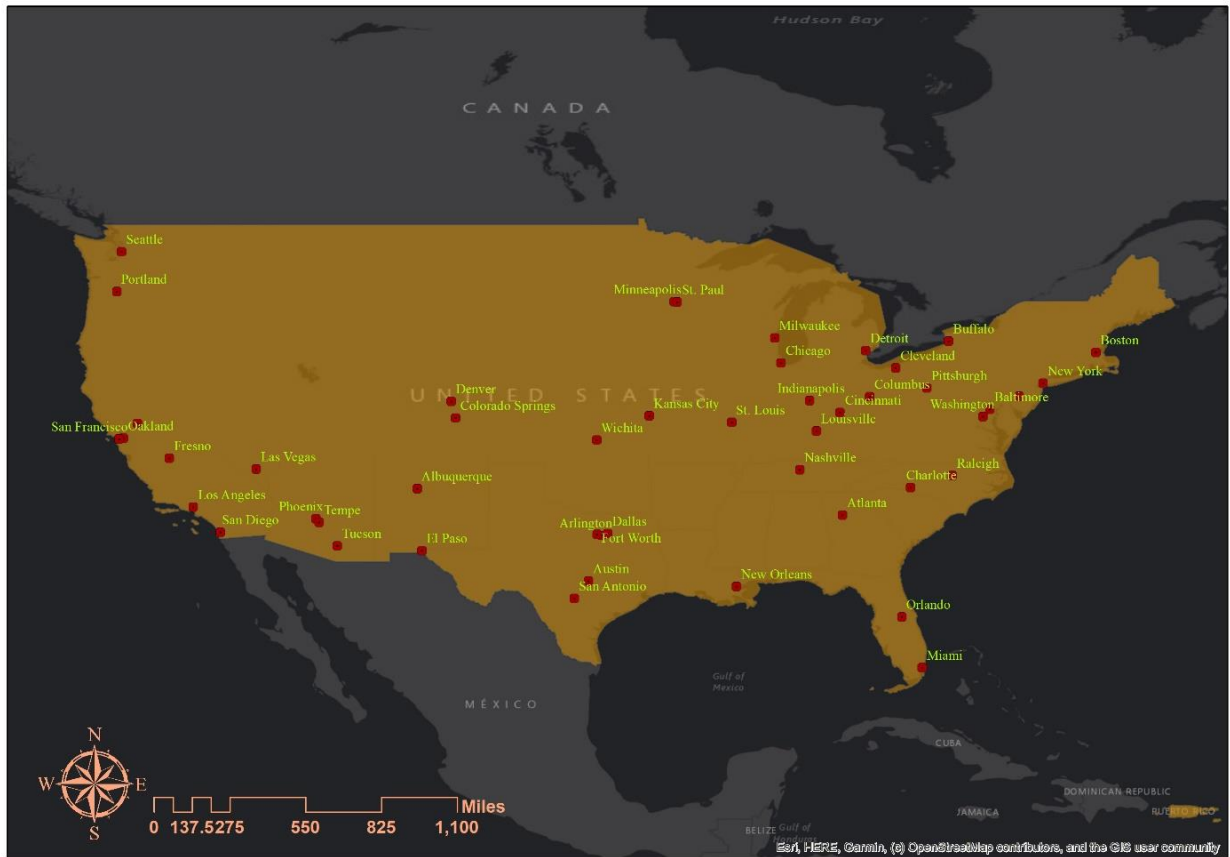 Hudson Bay
CANADA
Seattle
Portland
Minneapolis St. Paul
Milwaukee
Detroit
Buffalo
Boston
Chicago
Cleveland
New York
Pittsburgh
UNITED STATES
Denver
Indianapolis
Columbus
Baltimore
Colorado Springs
Kansas City
Cincinnati
Washington
St. Louis
San Francisco
Oakland
Louisville
Wichita
Fresno
Las Vegas
Nashville
Raleigh
Albuquerque
Charlotte
Los Angeles
Phoenix
Tempe
Atlanta
San Diego
Arlington
Dallas
Tucson
El Paso
Fort Worth
Austin
New Orleans
San Antonio
Orlando
Miami
Gulf of
Mexico
MÉXICO
N
W
E
S
CUBA
DOMINICAN REPUBLIC
Miles
JAMAICA
PUERTO RICO
0 137.5275 550 825 1,100
BELIZE
Gulf of
Honduras
Esri, HERE, Garmin, (c) OpenStreetMap contributors, and the GIS user community